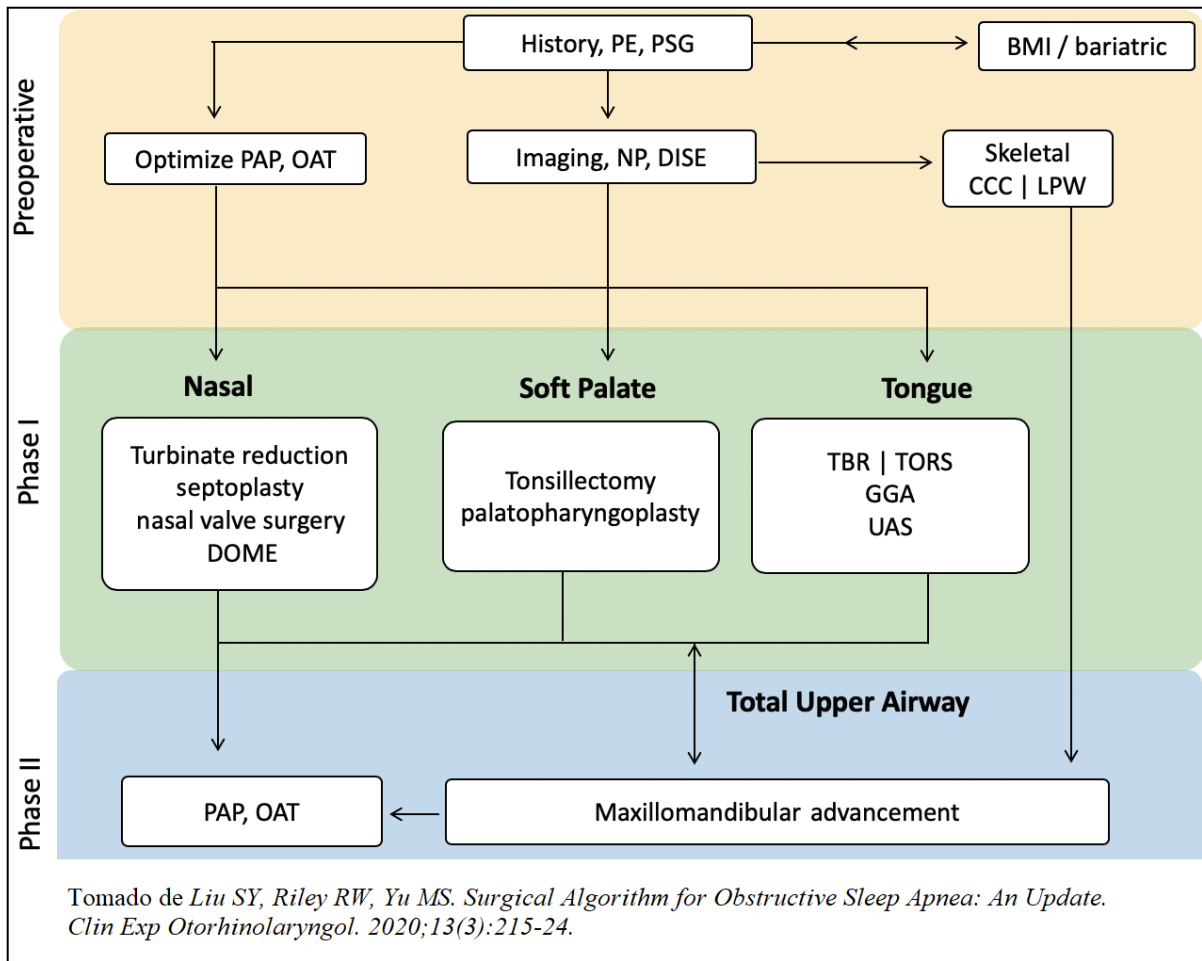 Preoperative
History, PE, PSG
BMI / bariatric
Optimize PAP, OAT
Imaging, NP, DISE
Skeletal
CCC | LPW
Phase I
Nasal
Turbinate reduction
septoplasty
nasal valve surgery
DOME
Soft Palate
Tonsillectomy
palatopharyngoplasty
Tongue
TBR | TORS
GGA
UAS
Phase II
Total Upper Airway
PAP, OAT
Maxillomandibular advancement
Tomado de Liu SY, Riley RW, Yu MS. Surgical Algorithm for Obstructive Sleep Apnea: An Update.
Clin Exp Otorhinolaryngol. 2020;13(3):215-24.